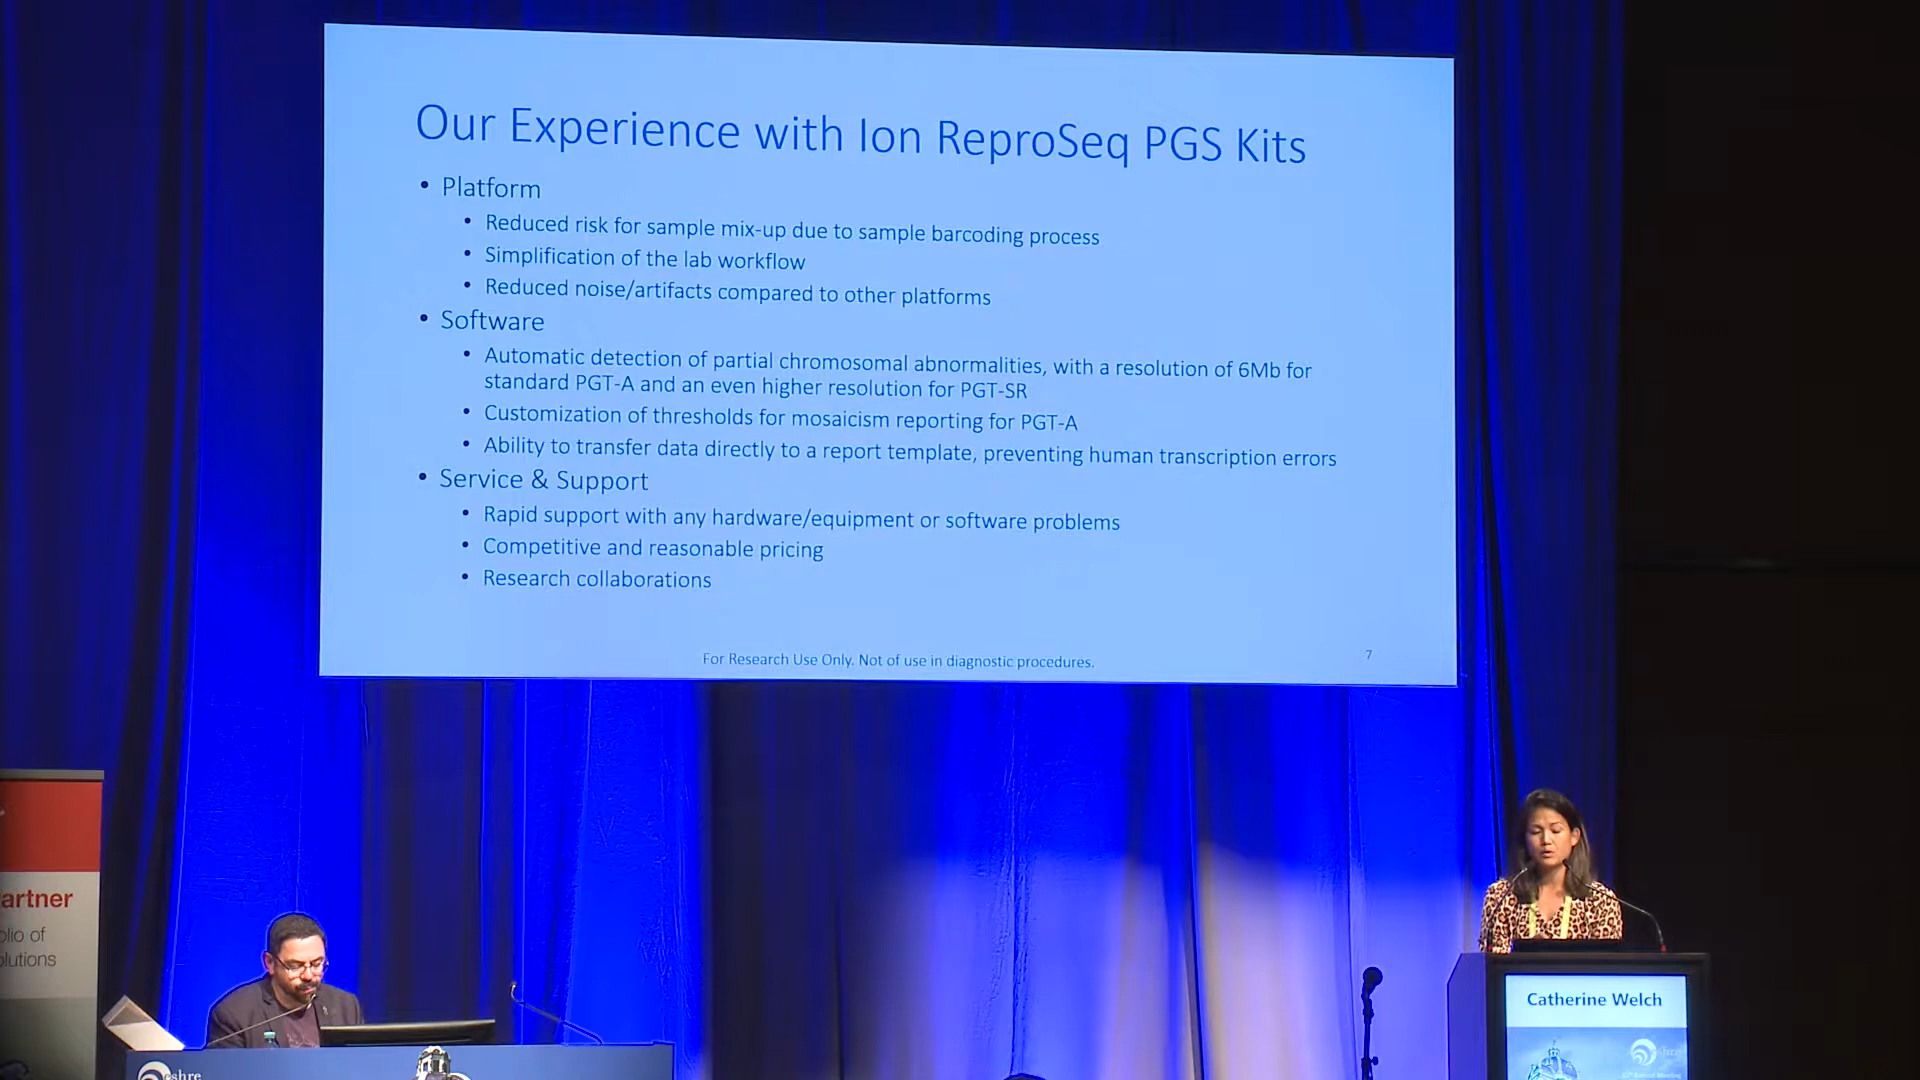 Our Experience with Ion ReproSeq PGS Kits
• Platform
• Reduced risk for sample mix-up due to sample barcoding process
• Simplification of the lab workflow
• Reduced noise/artifacts compared to other platforms
• Software
• Automatic detection of partial chromosomal abnormalities, with a resolution of 6Mb for
standard PGT-A and an even higher resolution for PGT-SR
• Customization of thresholds for mosaicism reporting for PGT-A
• Ability to transfer data directly to a report template, preventing human transcription errors
• Service & Support
• Rapid support with any hardware/equipment or software problems
• Competitive and reasonable pricing
• Research collaborations
For Research Use Only. Not of use in diagnostic procedures.
7
artner
olio of
olutions
eshre
Catherine Welch
eshre